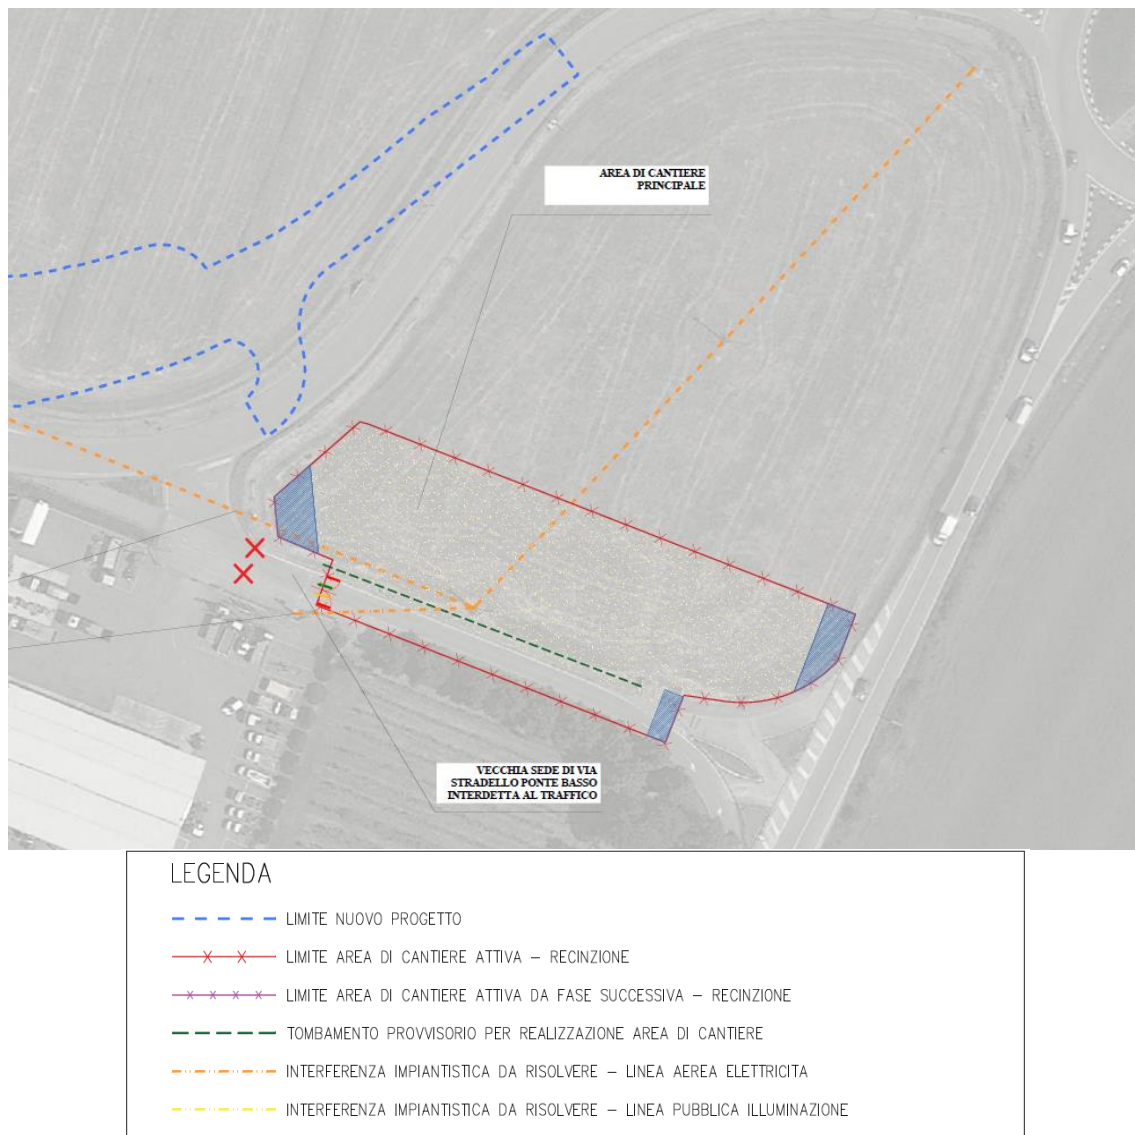 AREA DI CANTIERE
PRINCIPALE
VECCHIA SEDE DI VIA
STRADELLO PONTE BASSO
INTERDETTA AL TRAFFICO
LEGENDA
LIMITE NUOVO PROGETTO
LIMITE AREA DI CANTIERE ATTIVA – RECINZIONE
LIMITE AREA DI CANTIERE ATTIVA DA FASE SUCCESSIVA – RECINZIONE
TOMBAMENTO PROVVISORIO PER REALIZZAZIONE AREA DI CANTIERE
INTERFERENZA IMPIANTISTICA DA RISOLVERE – LINEA AEREA ELETTRICITA
INTERFERENZA IMPIANTISTICA DA RISOLVERE – LINEA PUBBLICA ILLUMINAZIONE